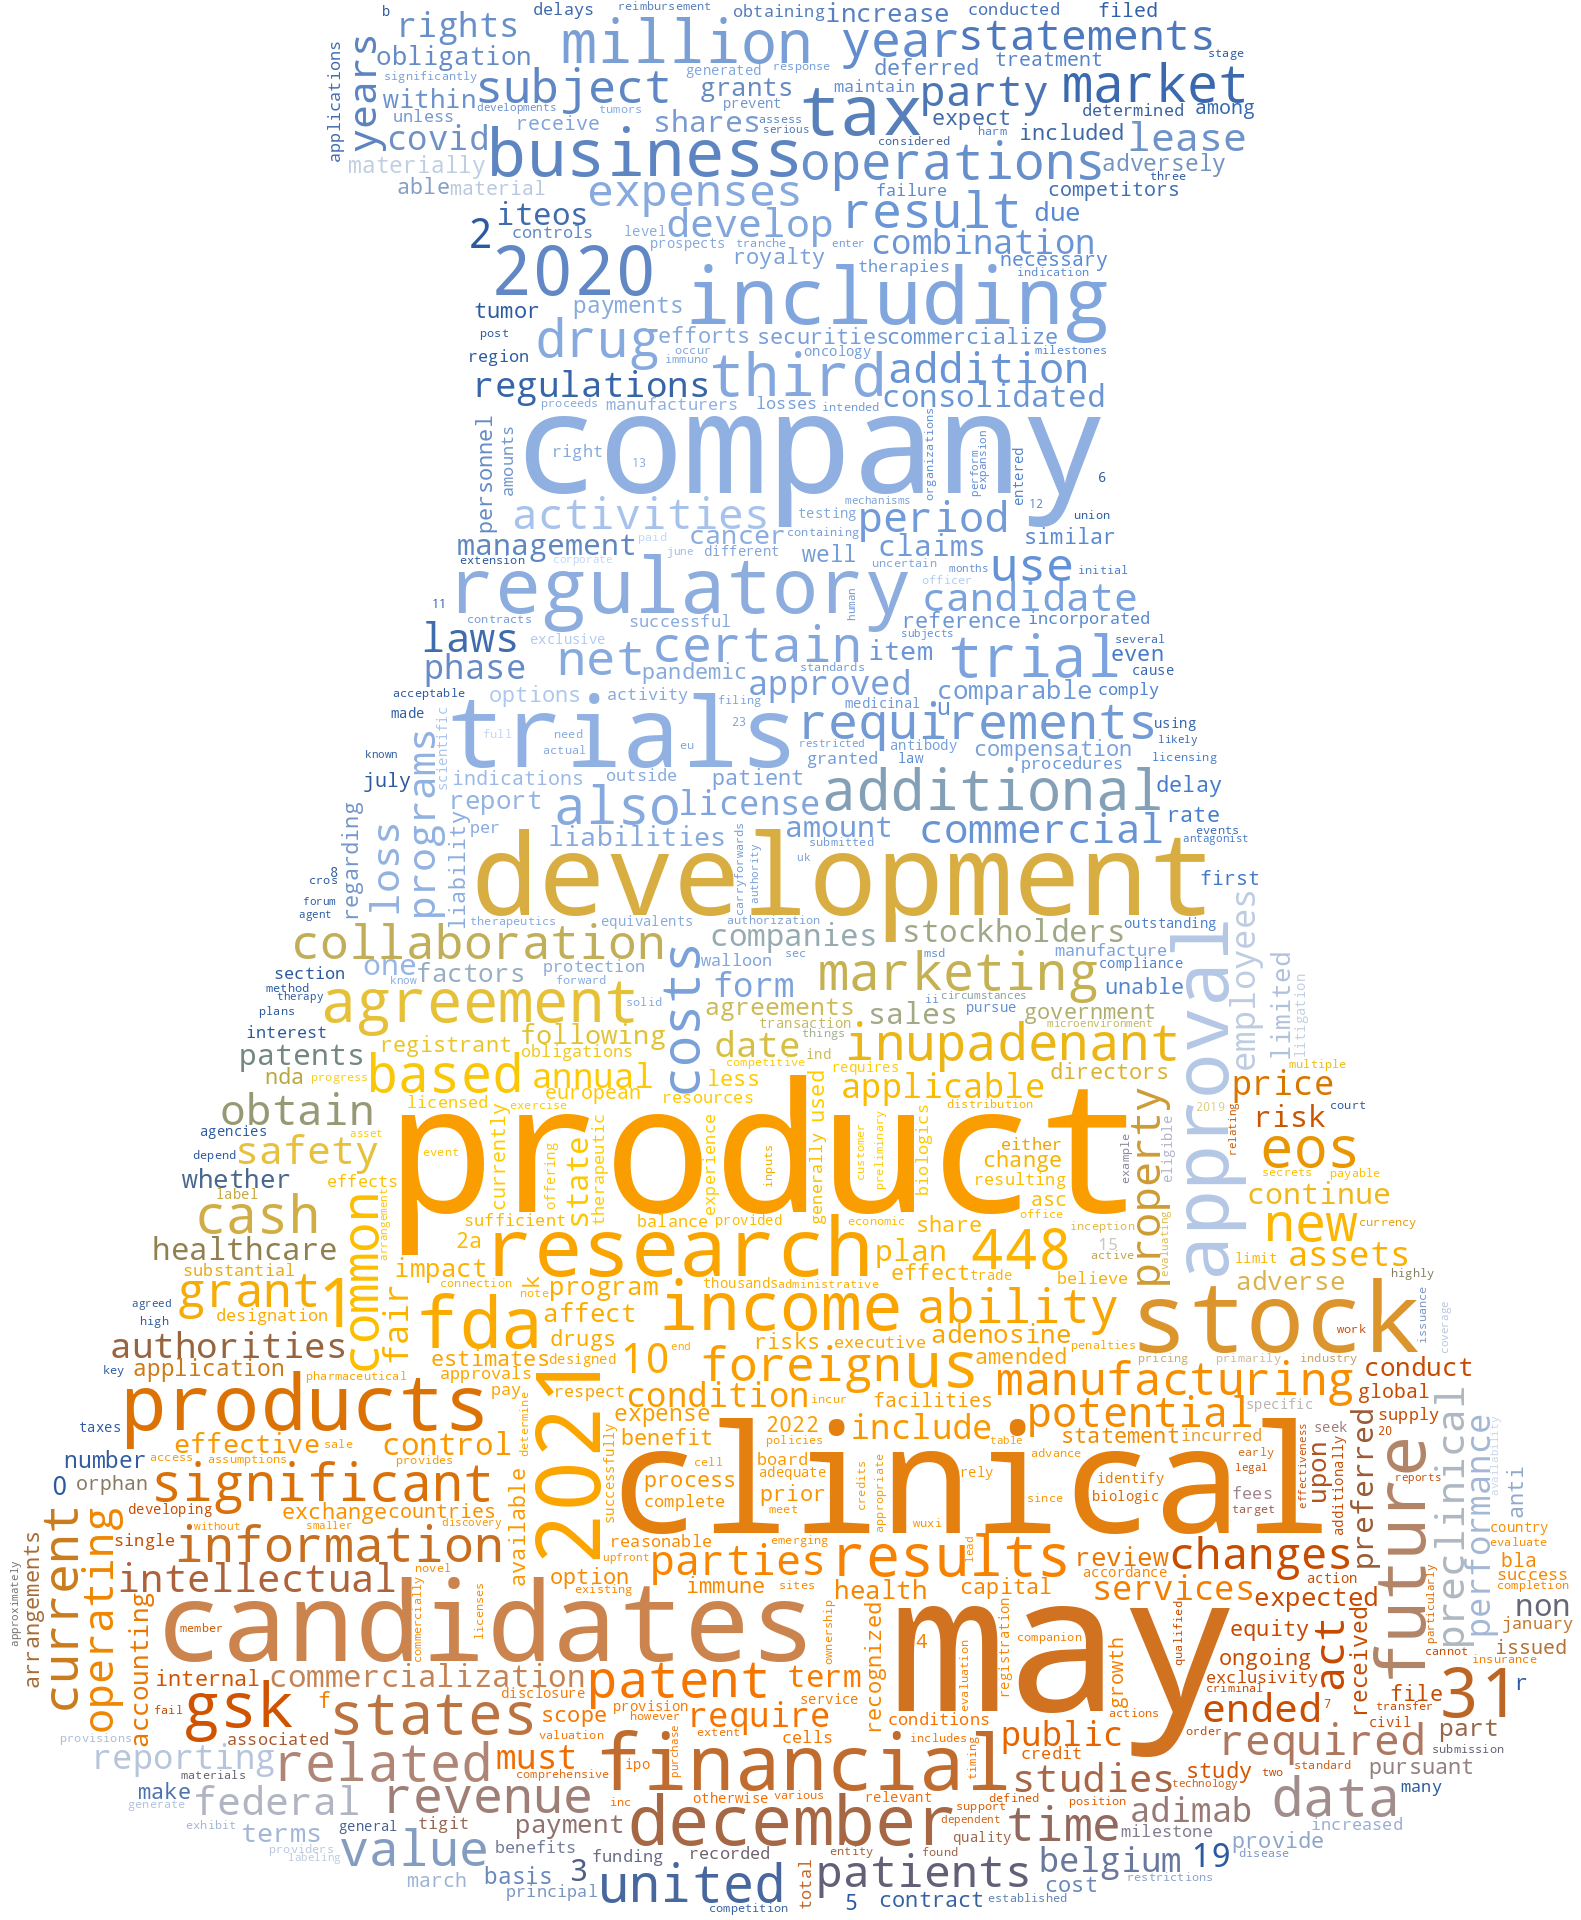 b delays reimbursement obtaining increase conducted filed
rights million year statements stage
years obligation significantly generated response deferred treatment
applications within subject developments tumors grants prevent maintain party market determined among
unless receive shares assess serious tax expect harm included lease
covid business considered operations adversely three
materially able material expenses failure competitors
2 iteos controls level develop result due
2020 prospects tranche enter combination necessary
royalty therapies indication including
tumor payments
post drug efforts securities commercialize
region occur immuno oncology milestones
regulations third addition consolidated
proceeds manufacturers losses intended
company
personnel amounts right 13 organizations perform expansion entered 6
mechanisms 12
activities testing period union
management paid cancer containing similar
extension corporate june different well claims use
uncertain months initial
11 regulatory officer candidate
contracts successful human reference incorporated
laws exclusive certain subjects several
phase net pandemic standards item trial even cause
acceptable options activity approved comparable comply
made filing medicinal u
trials 23 requirements using
known scientific full need actual eu restricted antibody compensation likely
granted law procedures licensing
july programs indications outside patient additional delay
report also license rate
regarding loss liability per liabilities amount commercial events
submitted antagonist
8 cros development carryforwards authority uk first
forum agent therapeutics equivalents authorization outstanding
collaboration companies stockholders approval employees
section one factors protection costs walloon sec msd manufacture compliance
method therapy know forward form marketing unable limited litigation
plans agreement solid agreements ii circumstances pursue
interest following transaction sales government
patents registrant obligations things date inupadenant microenvironment
nda progress based annual competitive ind requires directors multiple
obtain licensed exercise european less resources applicable price
agencies product distribution property 2019 relating risk court
safety asset event currently offering state therapeutic experience inputs generally used customer preliminary biologics either example eligible eos
depend whether effects change secrets payable
label resulting continue
cash common arrangement sufficient balance provided economic share asc office inception new currency
healthcare 2a research plan 448 15 evaluating limit assets
substantial impact connection note program thousands administrative effect trade active believe adverse highly
grant 1 designation fair fda affect income ability stock issuance coverage
agreed high authorities drugs risks executive adenosine penalties work
key application estimates designed 10 end foreign us amended pricing primarily industry conduct
pharmaceutical approvals pay respect condition incur facilities manufacturing global
products 2021 determine expense 2022 include potential specific preferred supply preclinical
taxes effective sale control benefit policies table statement incurred seek 20 availability
number access assumptions provides successfully cell board adequate clinical advance early effectiveness upon additionally future reports
0 orphan significant available process credits appropriate rely identify legal performance anti
developing exchange countries complete prior since biologic fees target
current operating single without smaller discovery meet wuxi country
arrangements information reasonable emerging lead evaluate
approximately intellectual novel upfront parties results review changes bla
option existing immune sites health capital accordance services action success completion
candidates may expected particularly non
accounting member commercially licenses ownership recognized 4 evaluation registration companion qualified equity act received cannot january issued
internal commercialization patent term growth ongoing insurance
gsk f disclosure service exclusivity criminal file 31 r
fail states scope provision however require conditions actions ended 7 transfer
provisions associated valuation extent cells includes timing public order required civil part submission
reporting related must purchase financial credit study two standard pursuant
materials comprehensive ipo studies technology
make federal revenue inc otherwise various relevant defined position data many
generate support
exhibit terms general tigit payment december dependent time adimab increased
providers labeling value benefits funding recorded quality milestone provide
entity found belgium 19 disease
march basis 3 total patients cost restrictions
principal united 5 contract established
competition